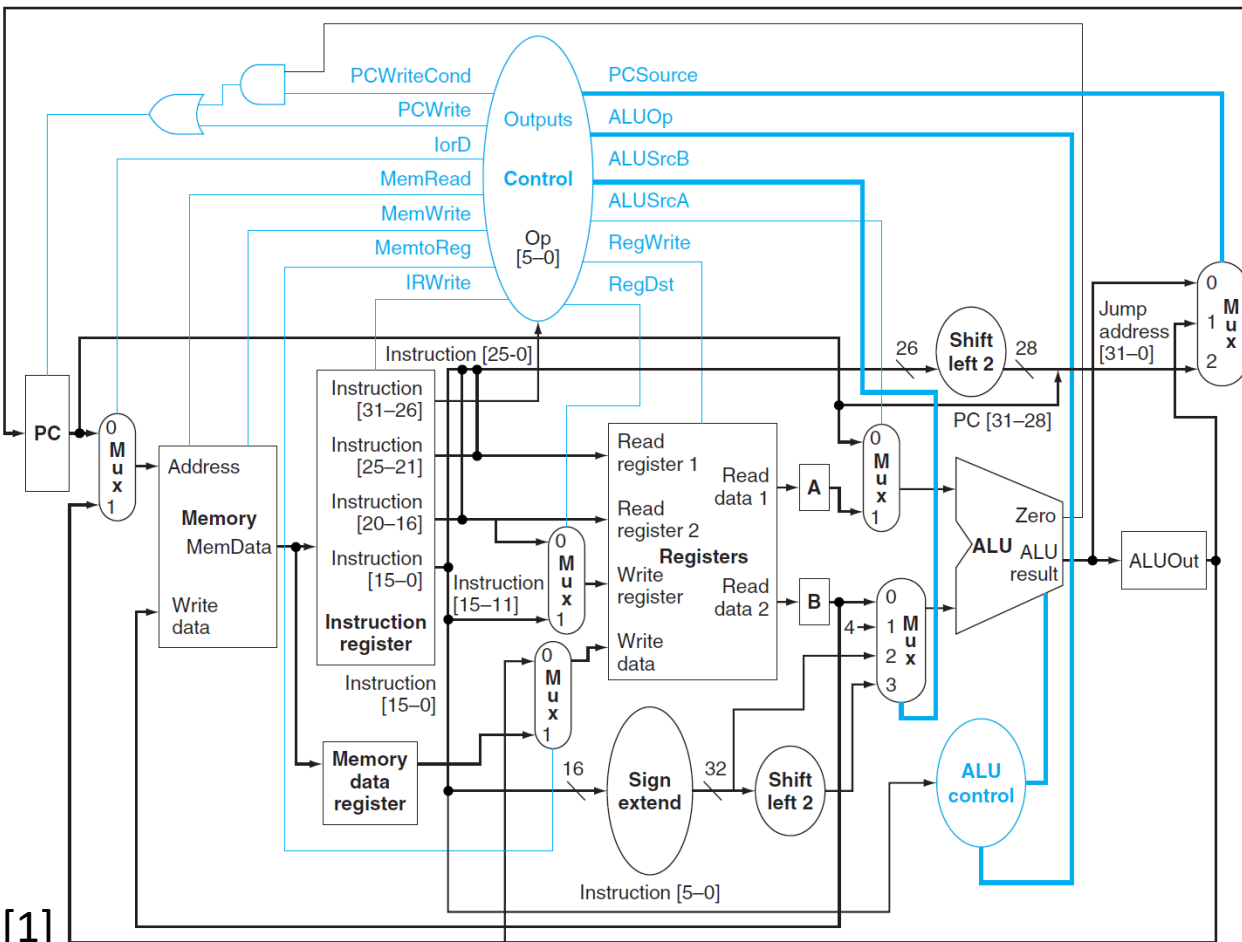 PCWriteCond
PCWrite
IorD
MemRead
MemWrite
MemtoReg
IRWrite
Outputs
Control
Op
[5–0]
PCSource
ALUOp
ALUSrcB
ALUSrcA
RegWrite
RegDst
PC
0
M
u
x
1
Address
Memory
MemData
Write
data
Instruction [25-0]
Instruction
[31–26]
Instruction
[25–21]
Instruction
[20–16]
Instruction
[15–0]
Instruction
register
Instruction
[15–0]
Memory
data
register
Instruction
[15–11]
0
M
u
x
1
0
M
u
x
1
Read
register 1
Read
register 2
Registers
Write
register
Write
data
Read
data 1
Read
data 2
A
B
16
Sign
extend
32
Shift
left 2
Instruction [5–0]
26
Shift
left 2
28
PC [31–28]
Jump
address
[31–0]
0
M
u
x
1
0
4
1
M
u
x
2
3
Zero
ALU
ALU
result
ALUOut
ALU
control
0
M
1
u
x
2
[1]